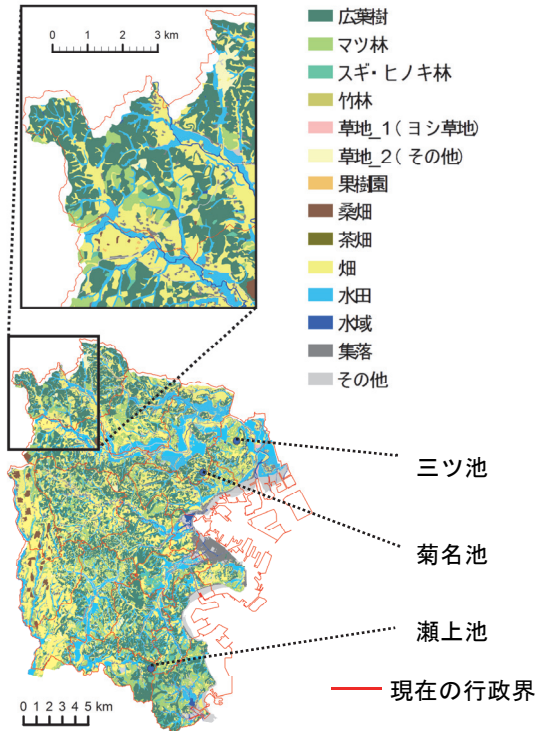 0 1 2 3 km
広葉樹
マツ林
スギ・ヒノキ林
竹林
草地_1(ヨシ草地)
草地_2(その他)
果樹園
桑畑
茶畑
畑
水田
水域
集落
その他
三ツ池
菊名池
瀬上池
現在の行政界
0 1 2 3 4 5 km